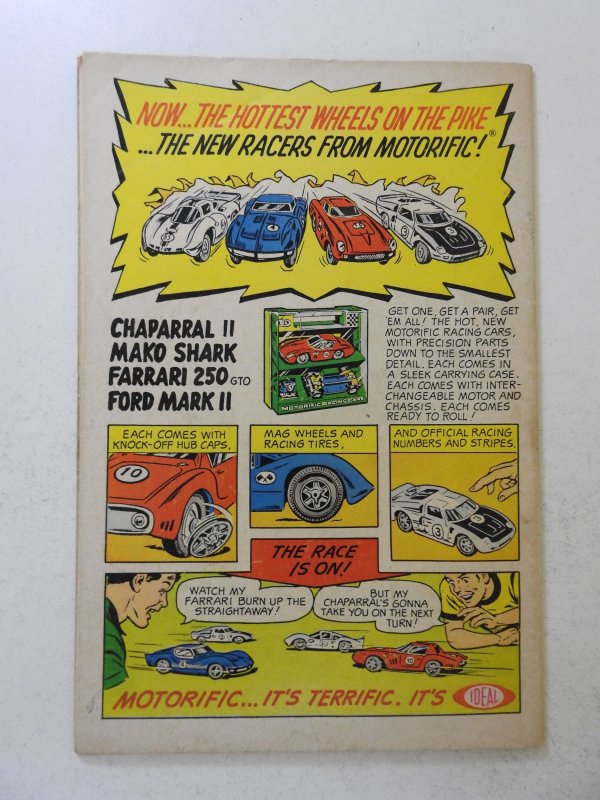 NOW...THE HOTTEST WHEELS ON THE PIKE
...THE NEW RACERS FROM MOTORIFIC!®
CHAPARRAL II
MAKO SHARK
FARRARI 250 GTO
FORD MARK II
MOTORIFIC RACING CARS
GET ONE, GET A PAIR, GET
'EM ALL! THE HOT, NEW
MOTORIFIC RACING CARS,
WITH PRECISION PARTS
DOWN TO THE SMALLEST
DETAIL. EACH COMES IN
A SLEEK CARRYING CASE.
EACH COMES WITH INTER-
CHANGEABLE MOTOR AND
CHASSIS. EACH COMES
READY TO ROLL!
EACH COMES WITH
KNOCK-OFF HUB CAPS,
10
MAG WHEELS AND
RACING TIRES,
AND OFFICIAL RACING
NUMBERS AND STRIPES.
3
THE RACE
IS ON!
WATCH MY
FARRARI BURN UP THE
STRAIGHTAWAY!
BUT MY
CHAPARRAL'S GONNA
TAKE YOU ON THE NEXT
TURN!
10
MOTORIFIC... IT'S TERRIFIC. IT'S IDEAL